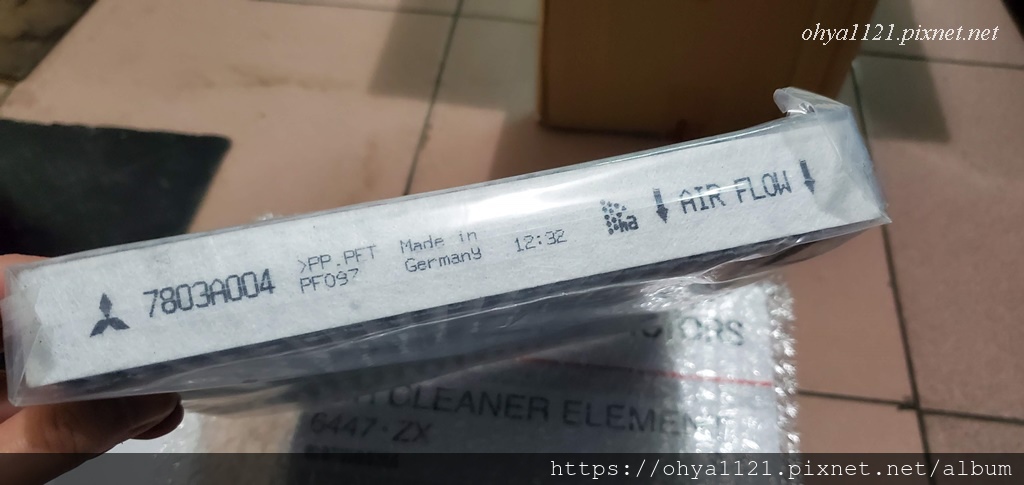 ohya1121.pixnet.net
7803A004
>PP.PFT
PF097
Made in
Germany
12:32
ha
↓ AIR FLOW ↓
CLEANER ELEMENT
6447-ZX
https://ohya1121.pixnet.net/album